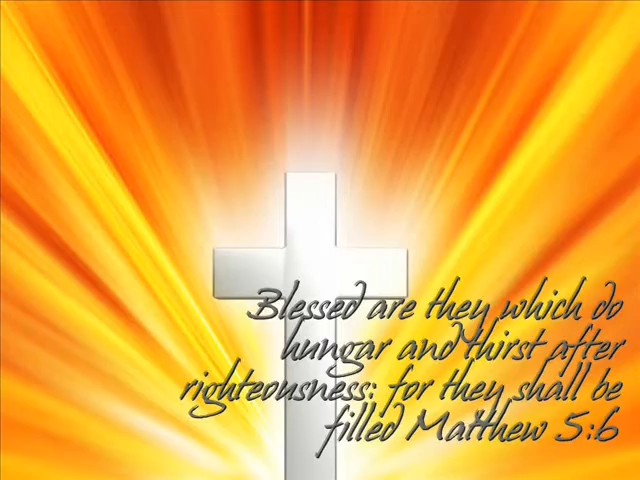 Blessed are they which do
hungar and thirst after
righteousness: for they shall be
filled Matthew 5:6